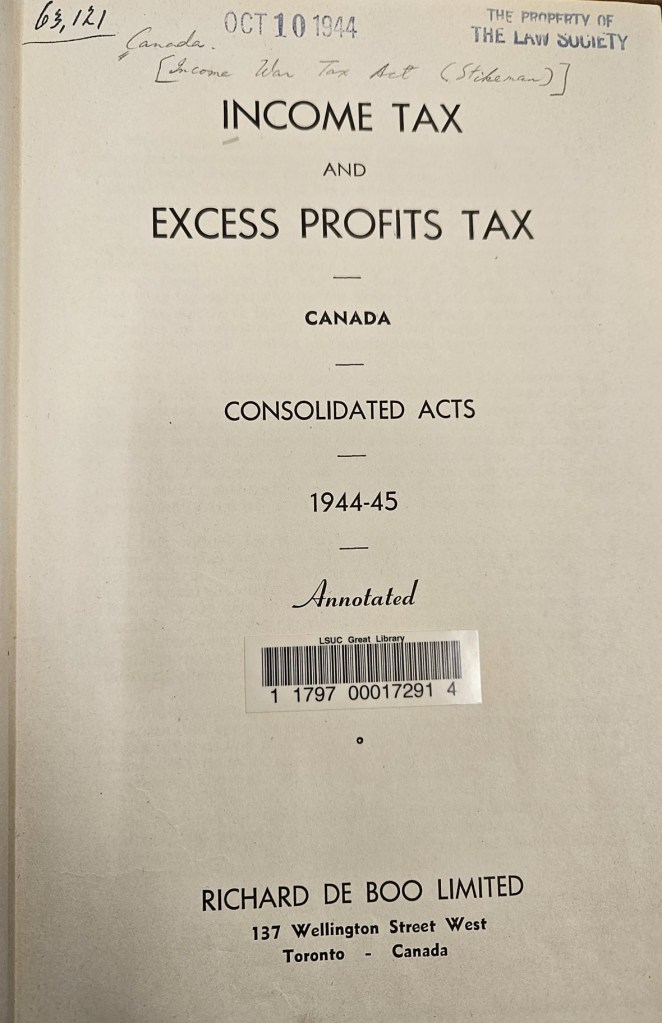 63,121
OCT 10 1944
THE PROPERTY OF
THE LAW SOCIETY
Canada.
[Income War Tax Act (Stikeman)]
INCOME TAX
AND
EXCESS PROFITS TAX
CANADA
CONSOLIDATED ACTS
1944-45
Annotated
LSUC Great Library
1 1797 00017291 4
RICHARD DE BOO LIMITED
137 Wellington Street West
Toronto - Canada